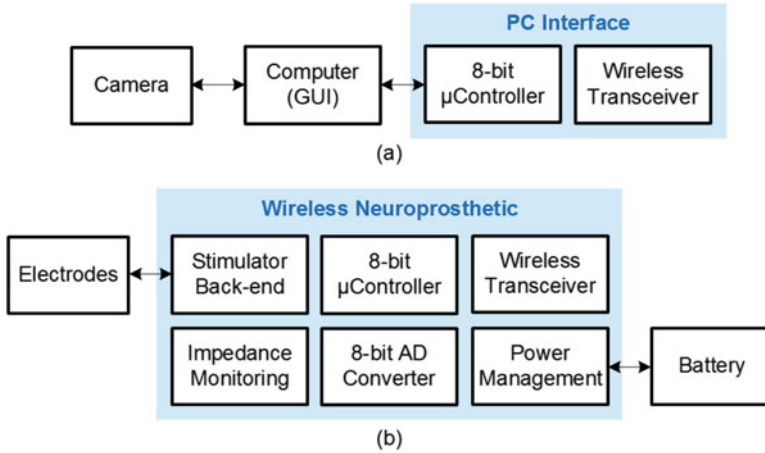 PC Interface
Camera
Computer
(GUI)
8-bit
µController
Wireless
Transceiver
(a)
Wireless Neuroprosthetic
Electrodes
Stimulator
Back-end
8-bit
µController
Wireless
Transceiver
Impedance
Monitoring
8-bit AD
Converter
Power
Management
Battery
(b)